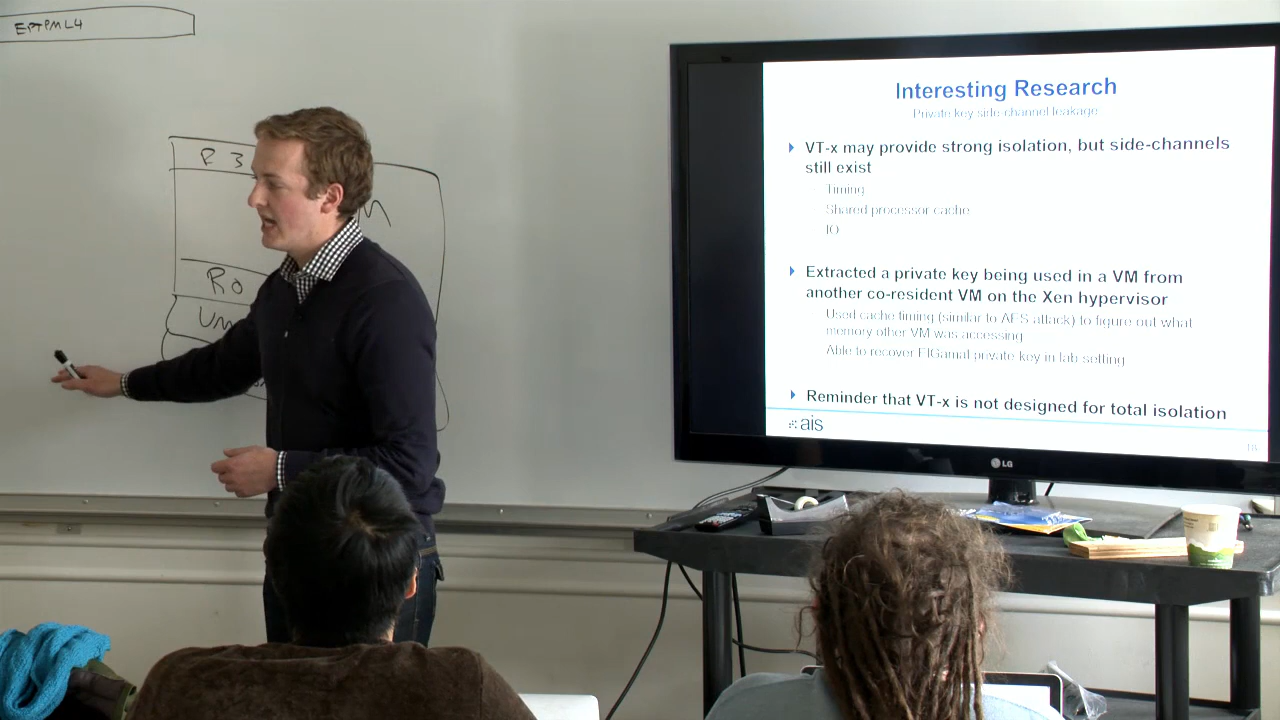 EPTPML4
R3
R0
Interesting Research
Private key side-channel leakage
VT-x may provide strong isolation, but side-channels
still exist
Timing
Shared processor cache
IO
Extracted a private key being used in a VM from
another co-resident VM on the Xen hypervisor
Used cache timing (similar to AES attack) to figure out what
memory other VM was accessing
Able to recover ElGamal private key in lab setting
Reminder that VT-x is not designed for total isolation
ais
LG